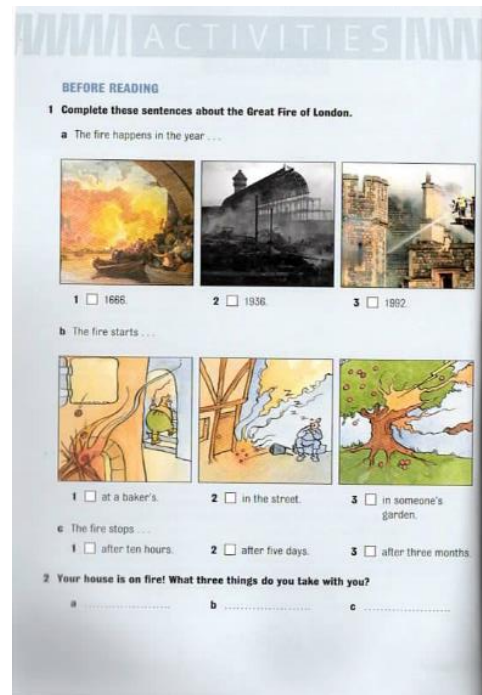 ACTIVITIES
BEFORE READING
1 Complete these sentences about the Great Fire of London.
a The fire happens in the year . . .
1 □ 1666. 2 □ 1936. 3 □ 1992.
b The fire starts . . .
1 □ at a baker's. 2 □ in the street. 3 □ in someone's
garden.
c The fire stops . . .
1 □ after ten hours. 2 □ after five days. 3 □ after three months.
2 Your house is on fire! What three things do you take with you?
a ...................... b ...................... c ......................